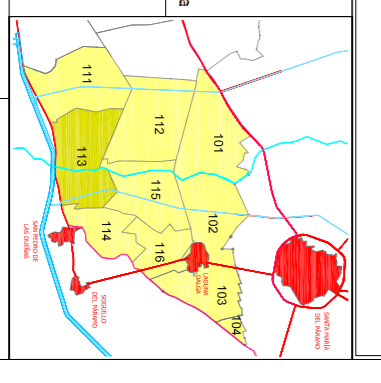 111
112
101
113
115
102
114
116
103
104
SANTA MARÍA
DEL PÁRAMO
LAGUNA
DALGA
SAN PEDRO DE
LAS DUEÑAS
SOGUILLO
DEL PÁRAMO